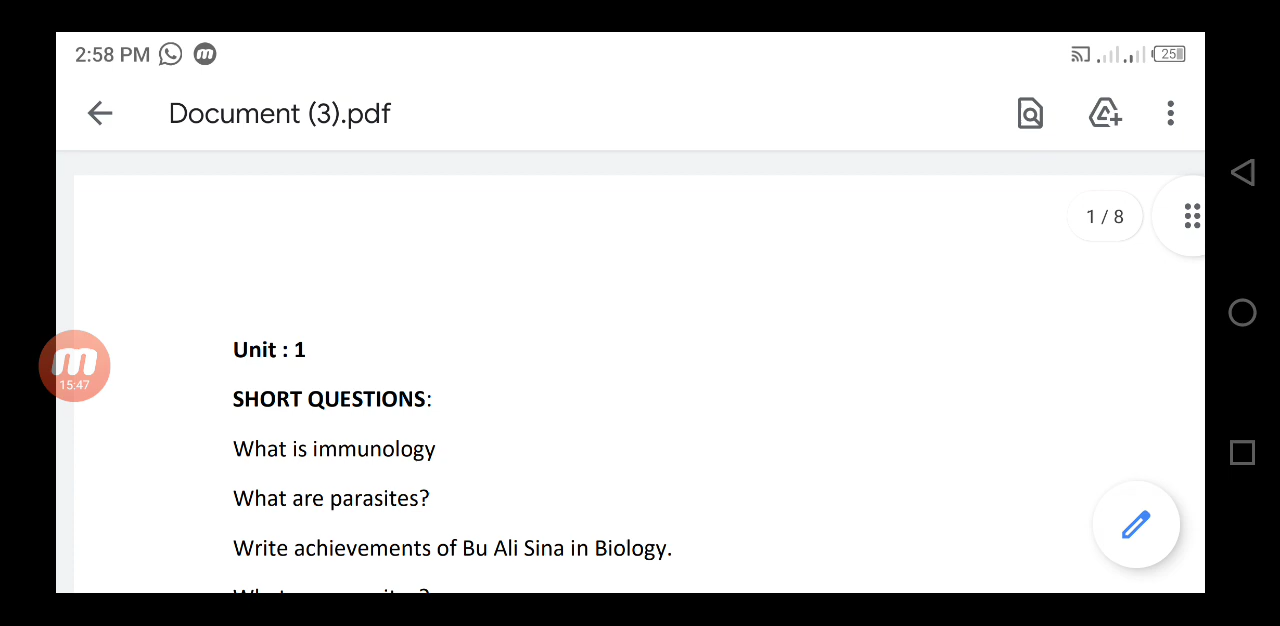 2:58 PM
25
Document (3).pdf
1 / 8
Unit : 1
15:47
SHORT QUESTIONS:
What is immunology
What are parasites?
Write achievements of Bu Ali Sina in Biology.